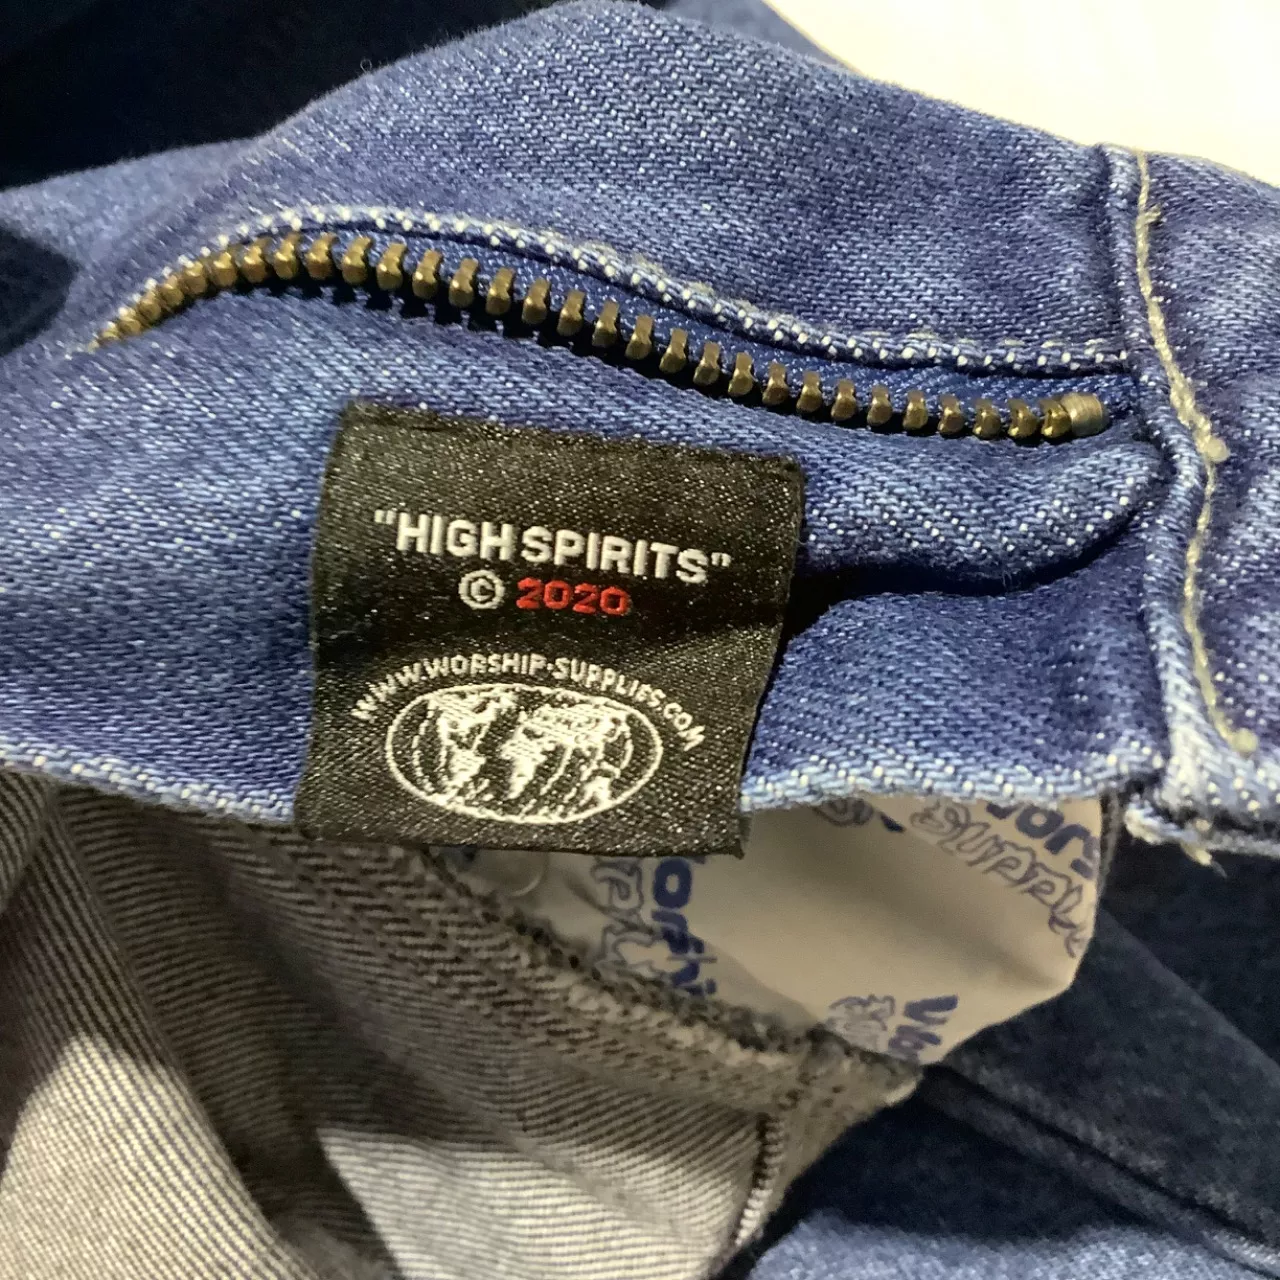 "HIGH SPIRITS"
© 2020
WWW.WORSHIP-SUPPLIES.COM